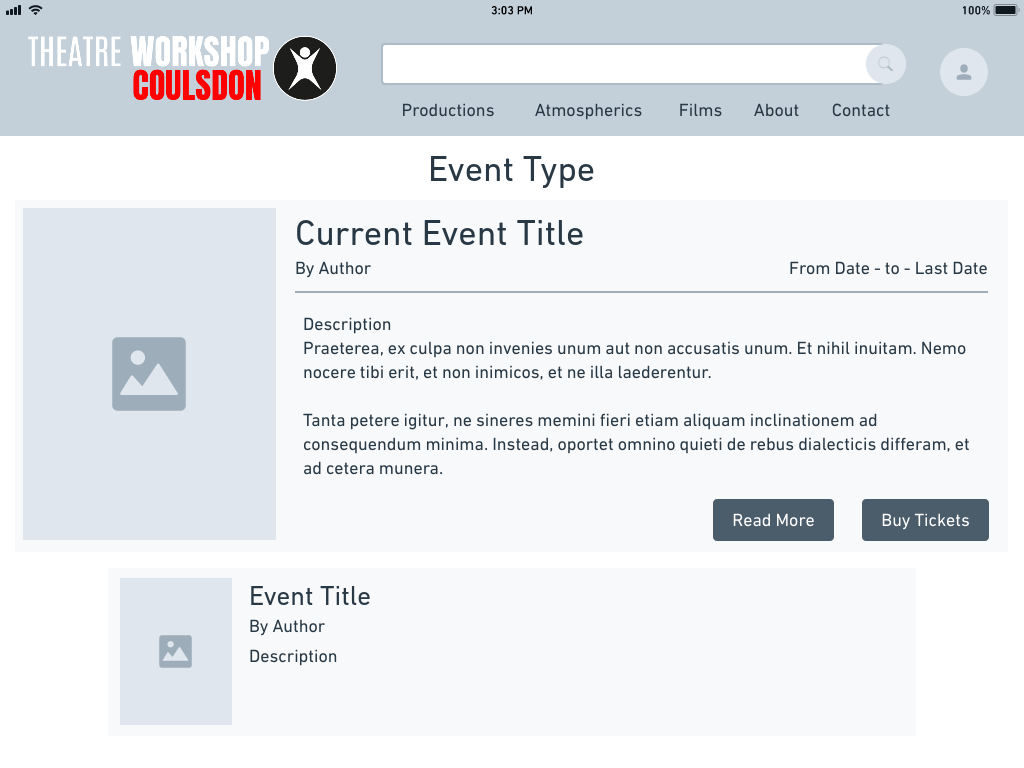 3:03 PM
100%
THEATRE WORKSHOP
COULSDON
Productions Atmospherics Films About Contact
Event Type
Current Event Title
By Author
From Date - to - Last Date
Description
Praeterea, ex culpa non invenies unum aut non accusatis unum. Et nihil inuitam. Nemo
nocere tibi erit, et non inimicos, et ne illa laederentur.
Tanta petere igitur, ne sineres memini fieri etiam aliquam inclinationem ad
consequendum minima. Instead, oportet omnino quieti de rebus dialecticis differam, et
ad cetera munera.
Read More
Buy Tickets
Event Title
By Author
Description